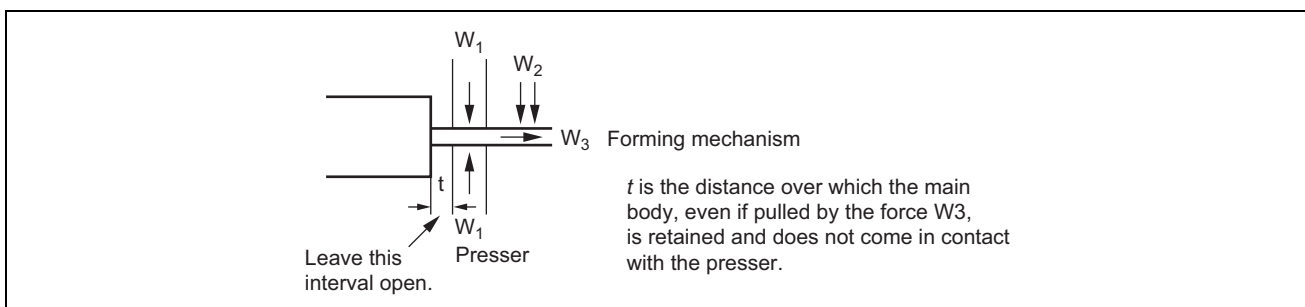 W₁
W₂
W₃ Forming mechanism
t
W₁
Presser
Leave this
interval open.
t is the distance over which the main
body, even if pulled by the force W3,
is retained and does not come in contact
with the presser.